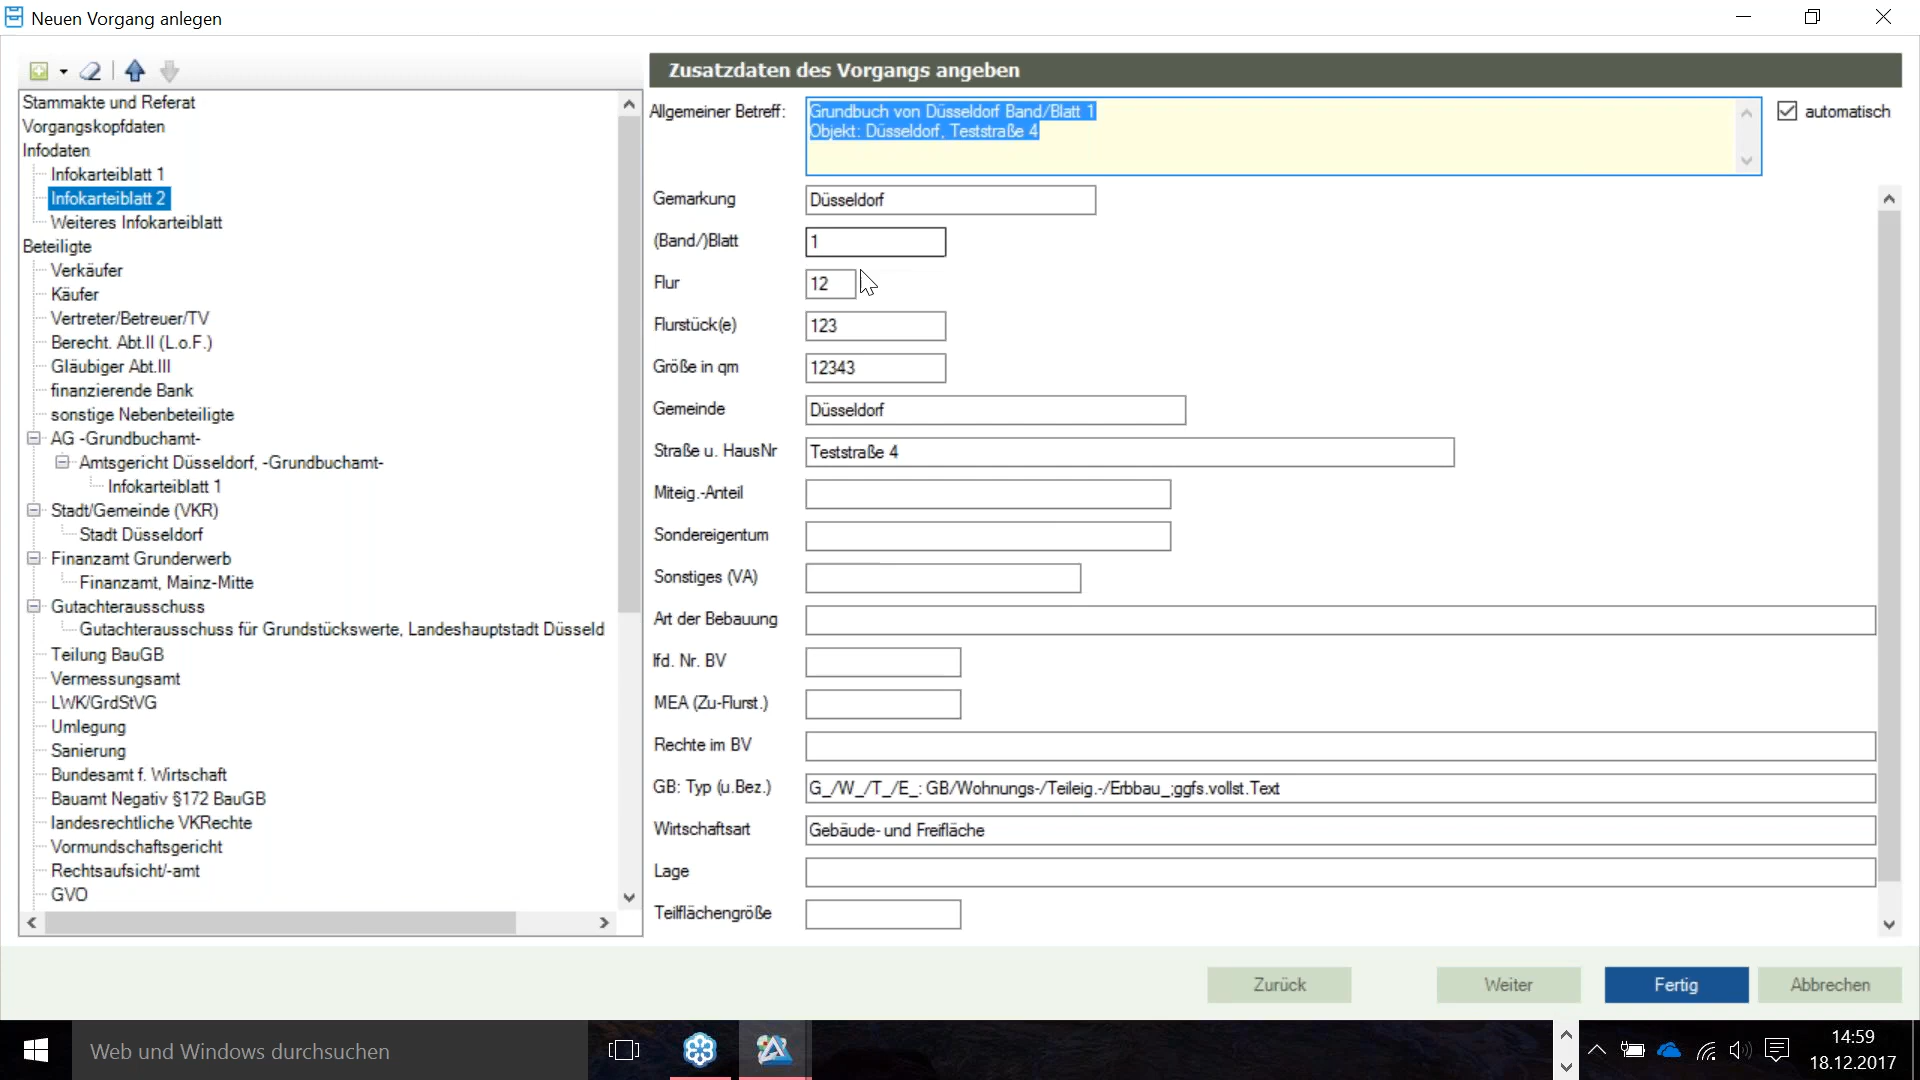 Neuen Vorgang anlegen
Stammakte und Referat
Vorgangskopfdaten
Infodaten
Infokarteiblatt 1
Infokarteiblatt 2
Weiteres Infokarteiblatt
Beteiligte
Verkäufer
Käufer
Vertreter/Betreuer/TV
Berecht. Abt.II (L.o.F.)
Gläubiger Abt.III
finanzierende Bank
sonstige Nebenbeteiligte
AG -Grundbuchamt-
Amtsgericht Düsseldorf, -Grundbuchamt-
Infokarteiblatt 1
Stadt/Gemeinde (VKR)
Stadt Düsseldorf
Finanzamt Grunderwerb
Finanzamt, Mainz-Mitte
Gutachterausschuss
Gutachterausschuss für Grundstückswerte, Landeshauptstadt Düsseld
Teilung BauGB
Vermessungsamt
LWK/GrdStVG
Umlegung
Sanierung
Bundesamt f. Wirtschaft
Bauamt Negativ §172 BauGB
landesrechtliche VKRechte
Vormundschaftsgericht
Rechtsaufsicht/-amt
GVO
Zusatzdaten des Vorgangs angeben
Allgemeiner Betreff: Grundbuch von Düsseldorf Band/Blatt 1 automatisch
Objekt: Düsseldorf, Teststraße 4
Gemarkung Düsseldorf
(Band/)Blatt 1
Flur 12
Flurstück(e) 123
Größe in qm 12343
Gemeinde Düsseldorf
Straße u. HausNr Teststraße 4
Miteig.-Anteil
Sondereigentum
Sonstiges (VA)
Art der Bebauung
lfd. Nr. BV
MEA (Zu-Flurst.)
Rechte im BV
GB: Typ (u.Bez.) G_/W_/T_/E_: GB/Wohnungs-/Teileig.-/Erbbau_;ggfs.vollst.Text
Wirtschaftsart Gebäude- und Freifläche
Lage
Teilflächengröße
Zurück Weiter Fertig Abbrechen
Web und Windows durchsuchen
14:59
18.12.2017